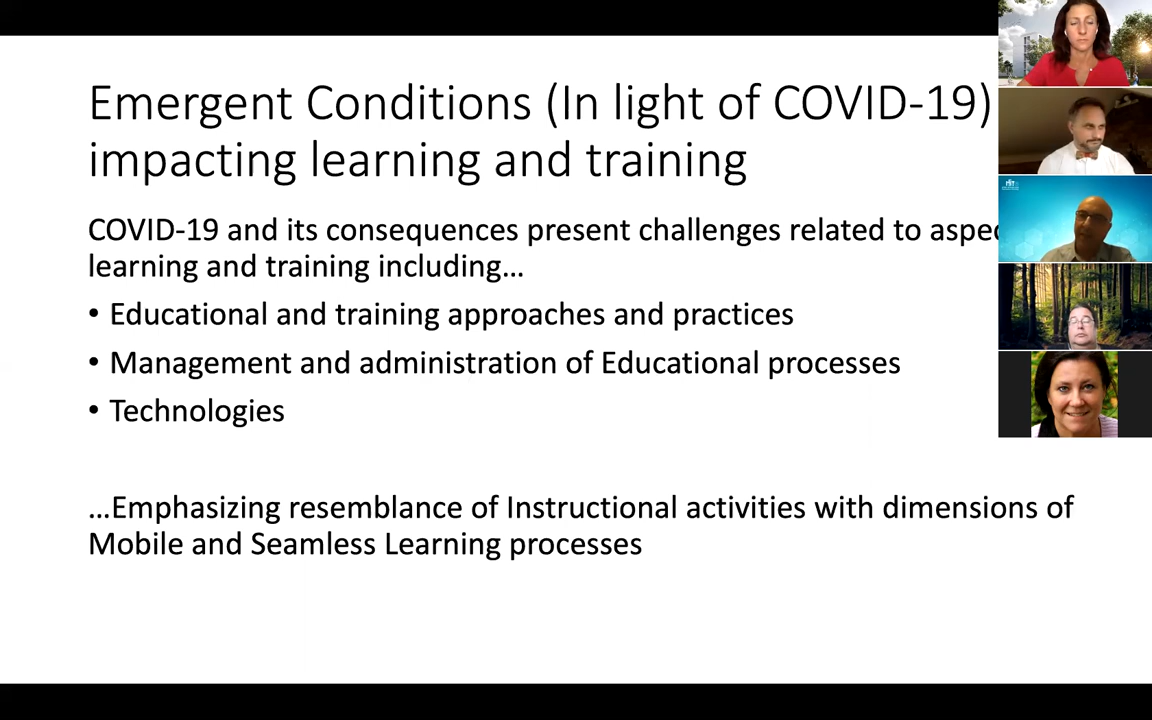 Emergent Conditions (In light of COVID-19)
impacting learning and training
COVID-19 and its consequences present challenges related to
learning and training including…
• Educational and training approaches and practices
• Management and administration of Educational processes
• Technologies
…Emphasizing resemblance of Instructional activities with dimensions of
Mobile and Seamless Learning processes